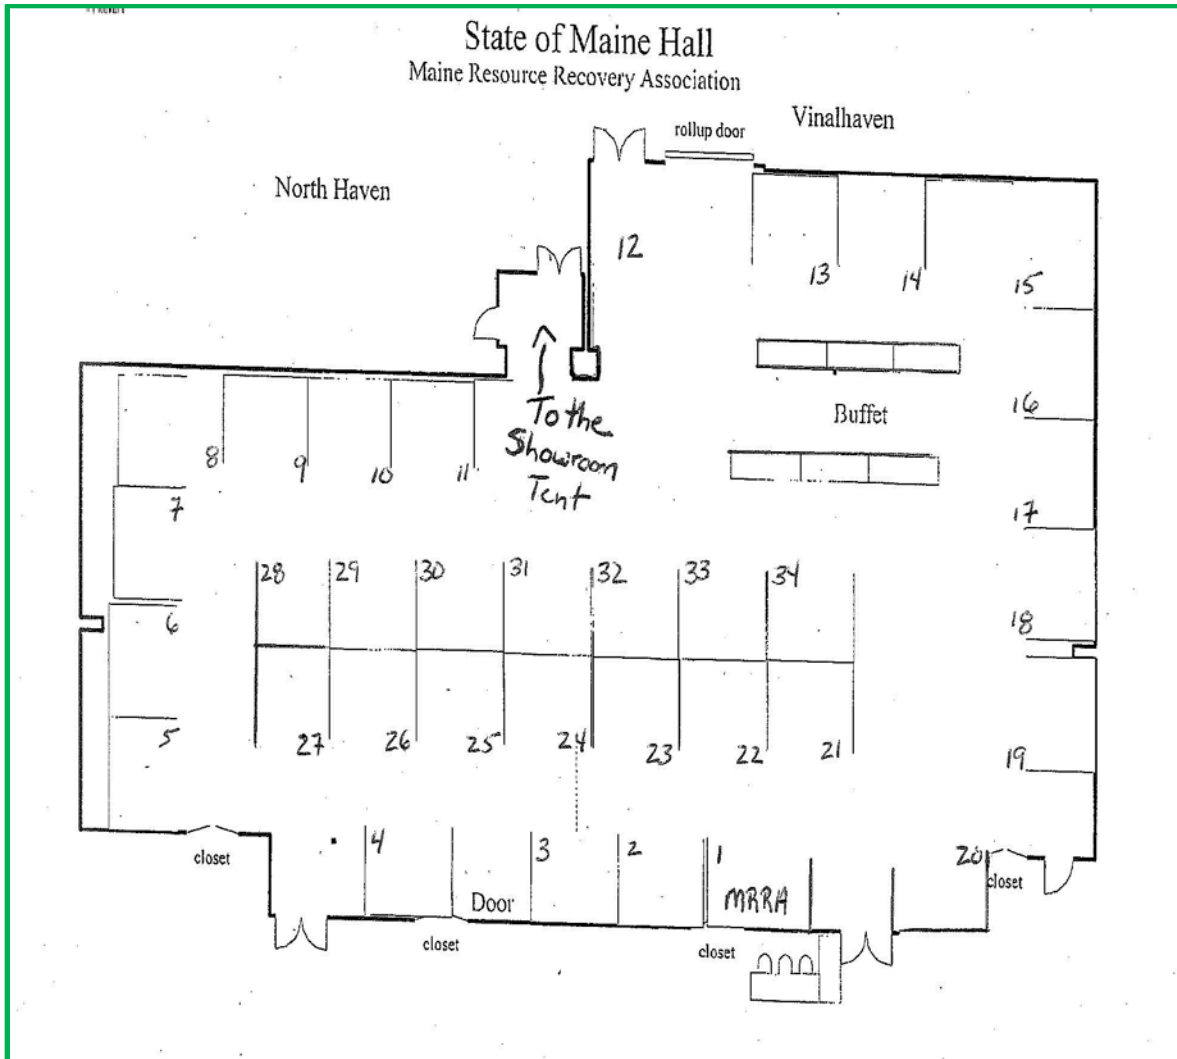 State of Maine Hall
Maine Resource Recovery Association
Vinalhaven
rollup door
North Haven
12
13
14
15
To the
Showroom
Tent
Buffet
16
8
9
10
11
7
17
28
29
30
31
32
33
34
6
18
5
27
26
25
24
23
22
21
19
closet
4
3
2
1
20
closet
Door
MRRA
closet
closet